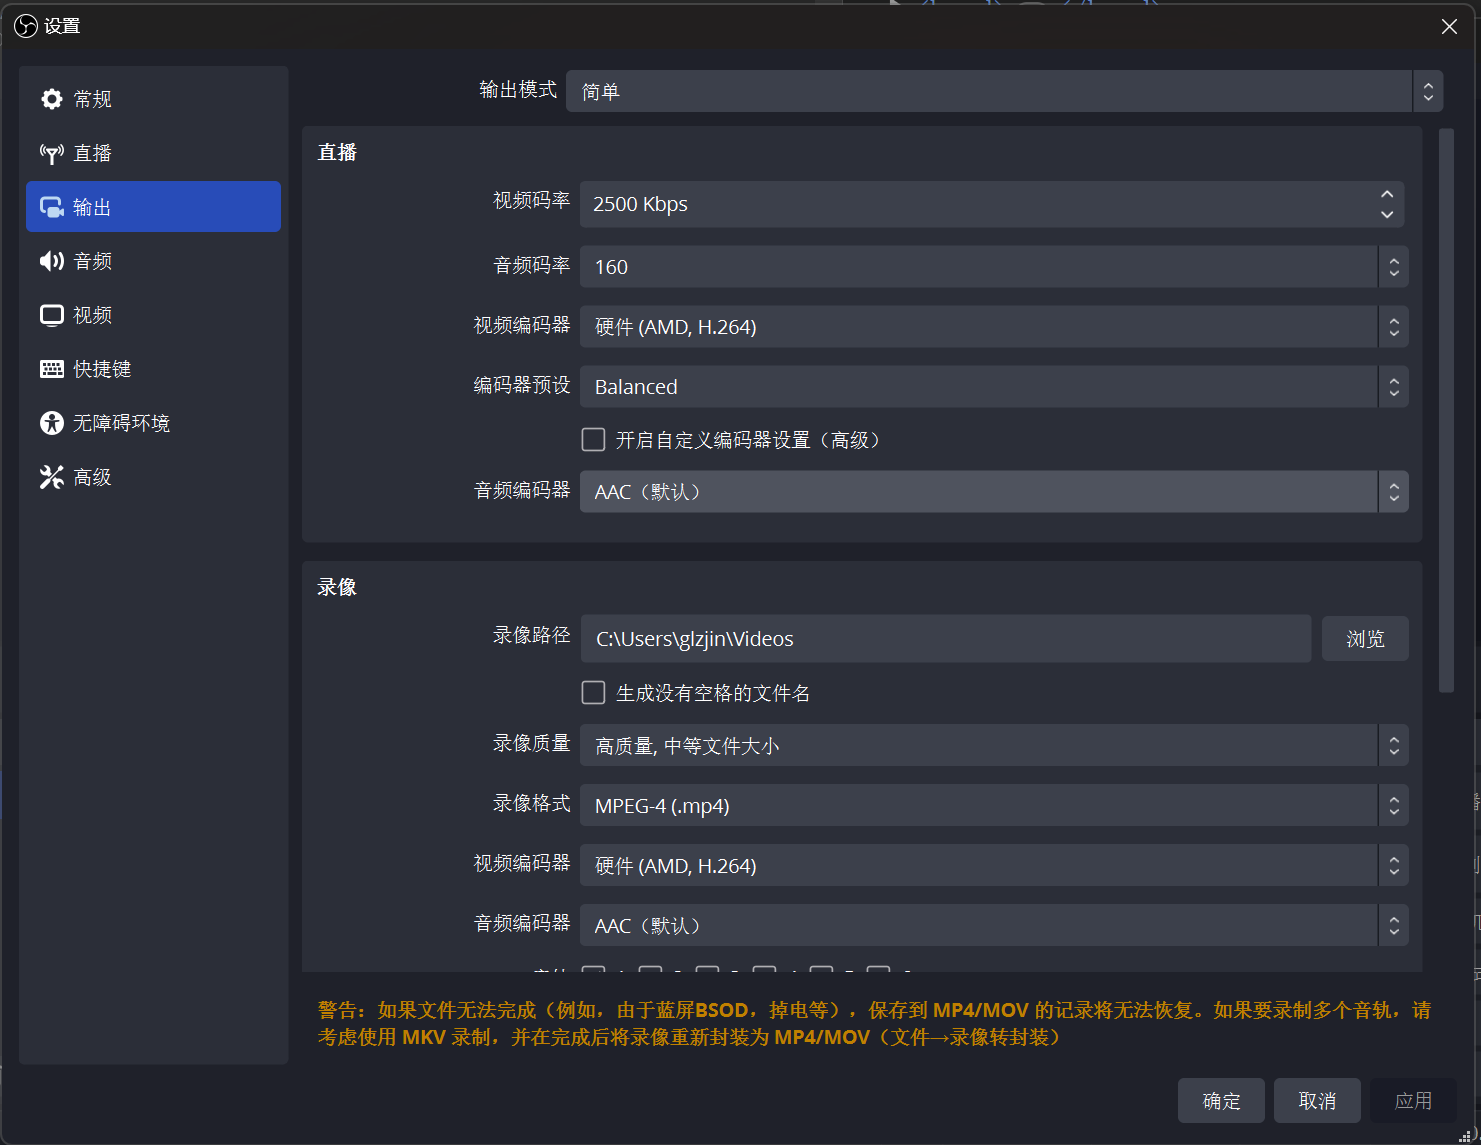 设置
常规
直播
输出
音频
视频
快捷键
无障碍环境
高级
输出模式 简单
直播
视频码率 2500 Kbps
音频码率 160
视频编码器 硬件 (AMD, H.264)
编码器预设 Balanced
开启自定义编码器设置（高级）
音频编码器 AAC（默认）
录像
录像路径 C:\Users\glzjin\Videos 浏览
生成没有空格的文件名
录像质量 高质量, 中等文件大小
录像格式 MPEG-4 (.mp4)
视频编码器 硬件 (AMD, H.264)
音频编码器 AAC（默认）
警告：如果文件无法完成（例如，由于蓝屏BSOD，掉电等），保存到 MP4/MOV 的记录将无法恢复。如果要录制多个音轨，请
考虑使用 MKV 录制，并在完成后将录像重新封装为 MP4/MOV（文件→录像转封装）
确定 取消 应用